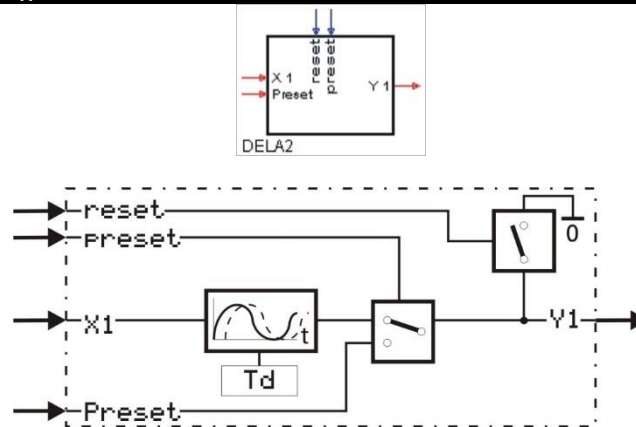 reset
preset
X 1
Preset
Y 1
DELA2
reset
preset
0
X1
t
Y1
Td
Preset